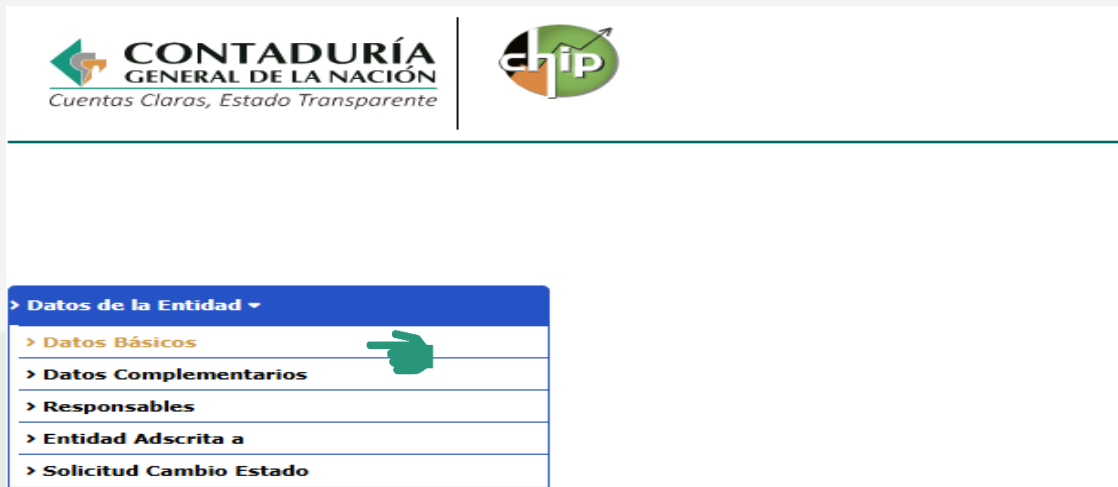 CONTADURÍA
GENERAL DE LA NACIÓN
Cuentas Claras, Estado Transparente
chip
> Datos de la Entidad
> Datos Básicos
> Datos Complementarios
> Responsables
> Entidad Adscrita a
> Solicitud Cambio Estado